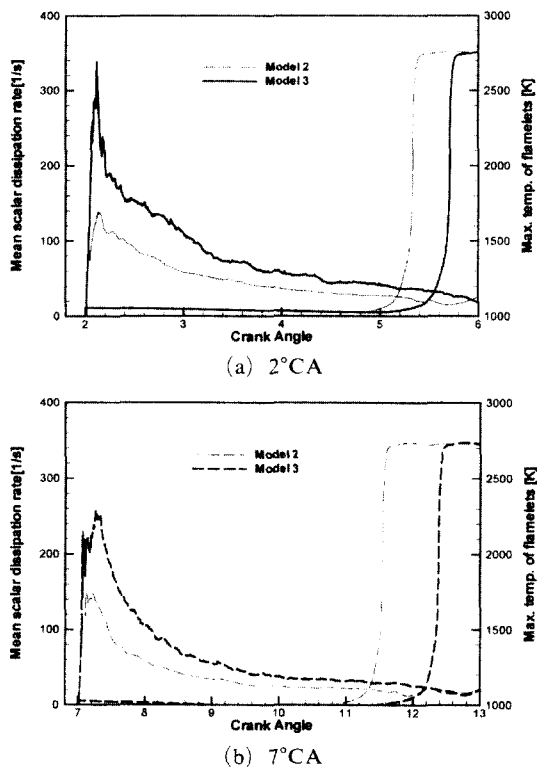 400
300
200
100
0
Mean scalar dissipation rate[1/s]
Model 2
Model 3
3000
2500
2000
1500
1000
Max. temp. of flamelets [K]
2 3 4 5 6
Crank Angle
(a) 2°CA
400
300
200
100
0
Mean scalar dissipation rate[1/s]
Model 2
Model 3
3000
2500
2000
1500
1000
Max. temp. of flamelets [K]
7 8 9 10 11 12 13
Crank Angle
(b) 7°CA